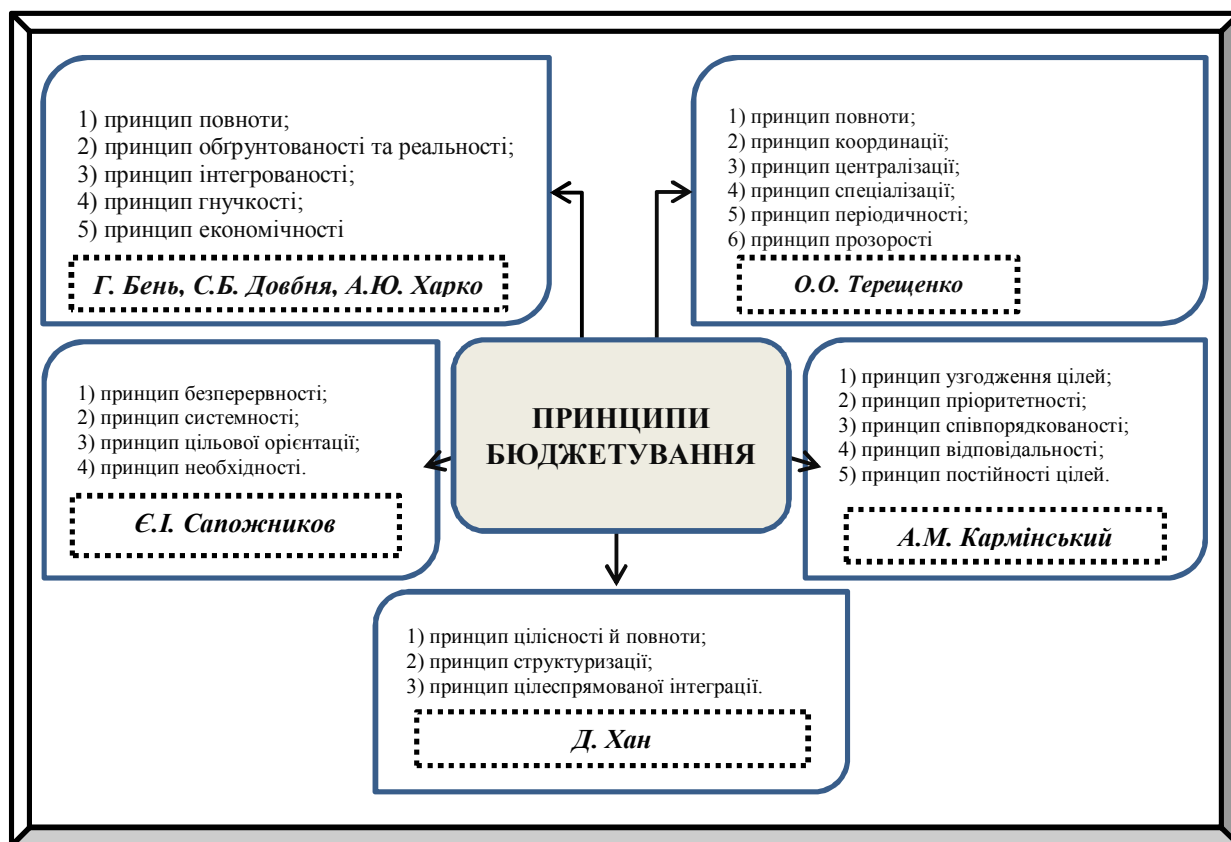 1) принцип повноти;
2) принцип обґрунтованості та реальності;
3) принцип інтегрованості;
4) принцип гнучкості;
5) принцип економічності
Г. Бень, С.Б. Довбня, А.Ю. Харко
1) принцип повноти;
2) принцип координації;
3) принцип централізації;
4) принцип спеціалізації;
5) принцип періодичності;
6) принцип прозорості
О.О. Терещенко
1) принцип безперервності;
2) принцип системності;
3) принцип цільової орієнтації;
4) принцип необхідності.
Є.І. Сапожников
ПРИНЦИПИ
БЮДЖЕТУВАННЯ
1) принцип узгодження цілей;
2) принцип пріоритетності;
3) принцип співпорядкованості;
4) принцип відповідальності;
5) принцип постійності цілей.
А.М. Кармінський
1) принцип цілісності й повноти;
2) принцип структуризації;
3) принцип цілеспрямованої інтеграції.
Д. Хан